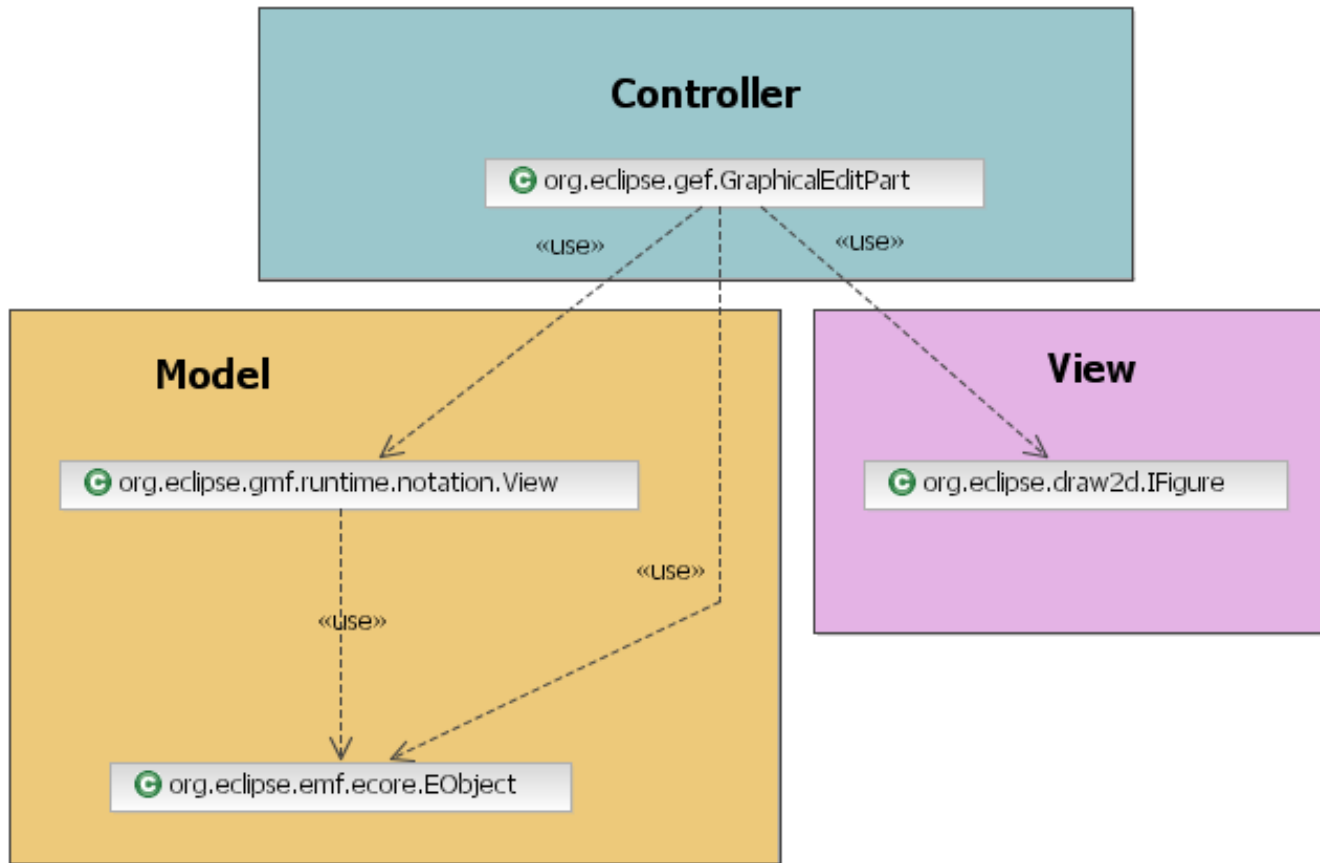 Controller
C org.eclipse.gef.GraphicalEditPart
«use»
«use»
Model
View
C org.eclipse.gmf.runtime.notation.View
C org.eclipse.draw2d.IFigure
«use»
«use»
C org.eclipse.emf.ecore.EObject